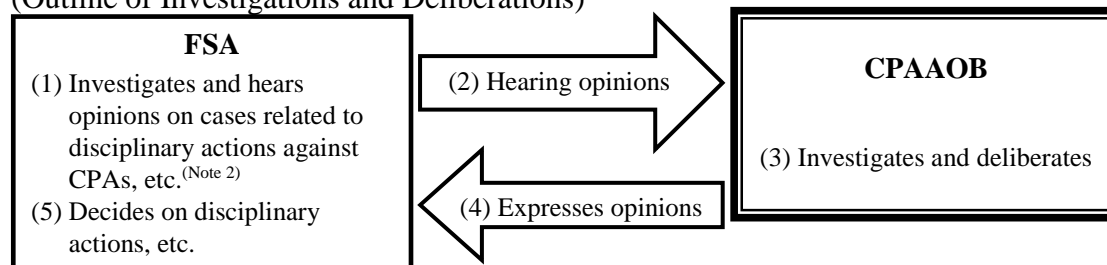 (Outline of Investigations and Deliberations)
FSA
(1) Investigates and hears
opinions on cases related to
disciplinary actions against
CPAs, etc.(Note 2)
(5) Decides on disciplinary
actions, etc.
(2) Hearing opinions
(4) Expresses opinions
CPAAOB
(3) Investigates and deliberates